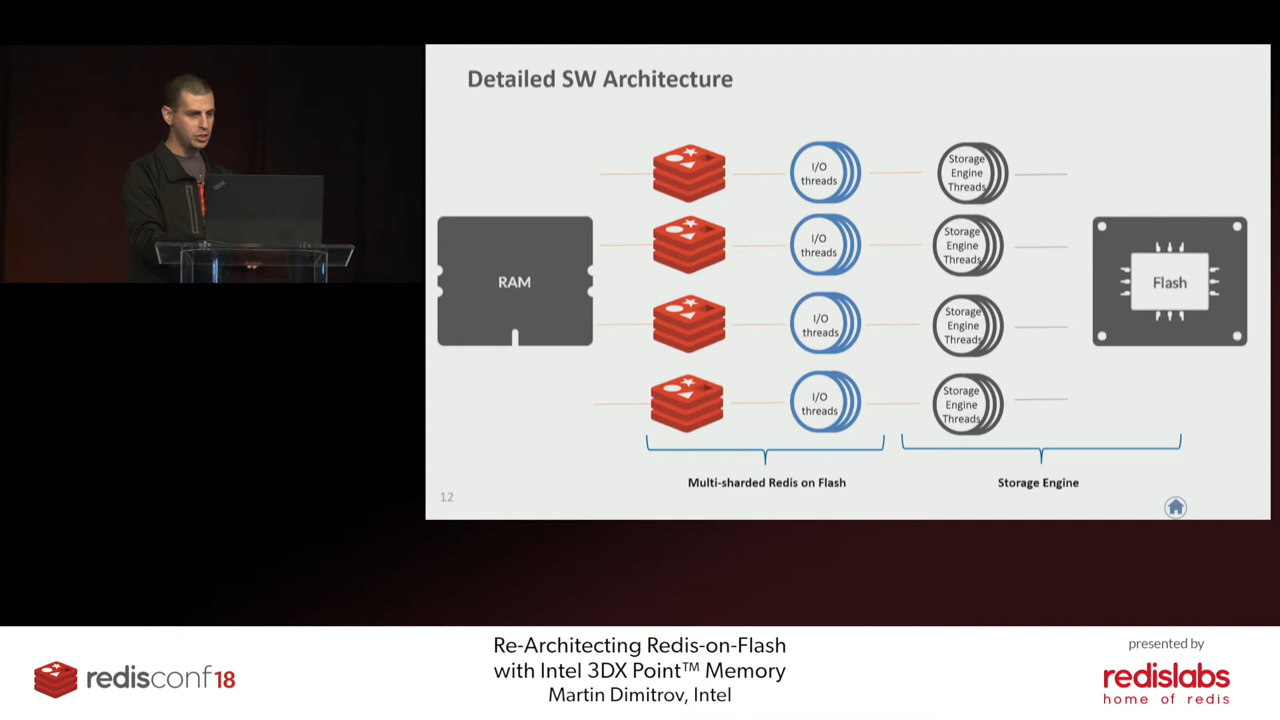 Detailed SW Architecture
I/O
threads
Storage
Engine
Threads
I/O
threads
Storage
Engine
Threads
RAM
Flash
I/O
threads
Storage
Engine
Threads
I/O
threads
Storage
Engine
Threads
Multi-sharded Redis on Flash
Storage Engine
12
redisconf18
Re-Architecting Redis-on-Flash
with Intel 3DX Point™ Memory
Martin Dimitrov, Intel
presented by
redislabs
home of redis